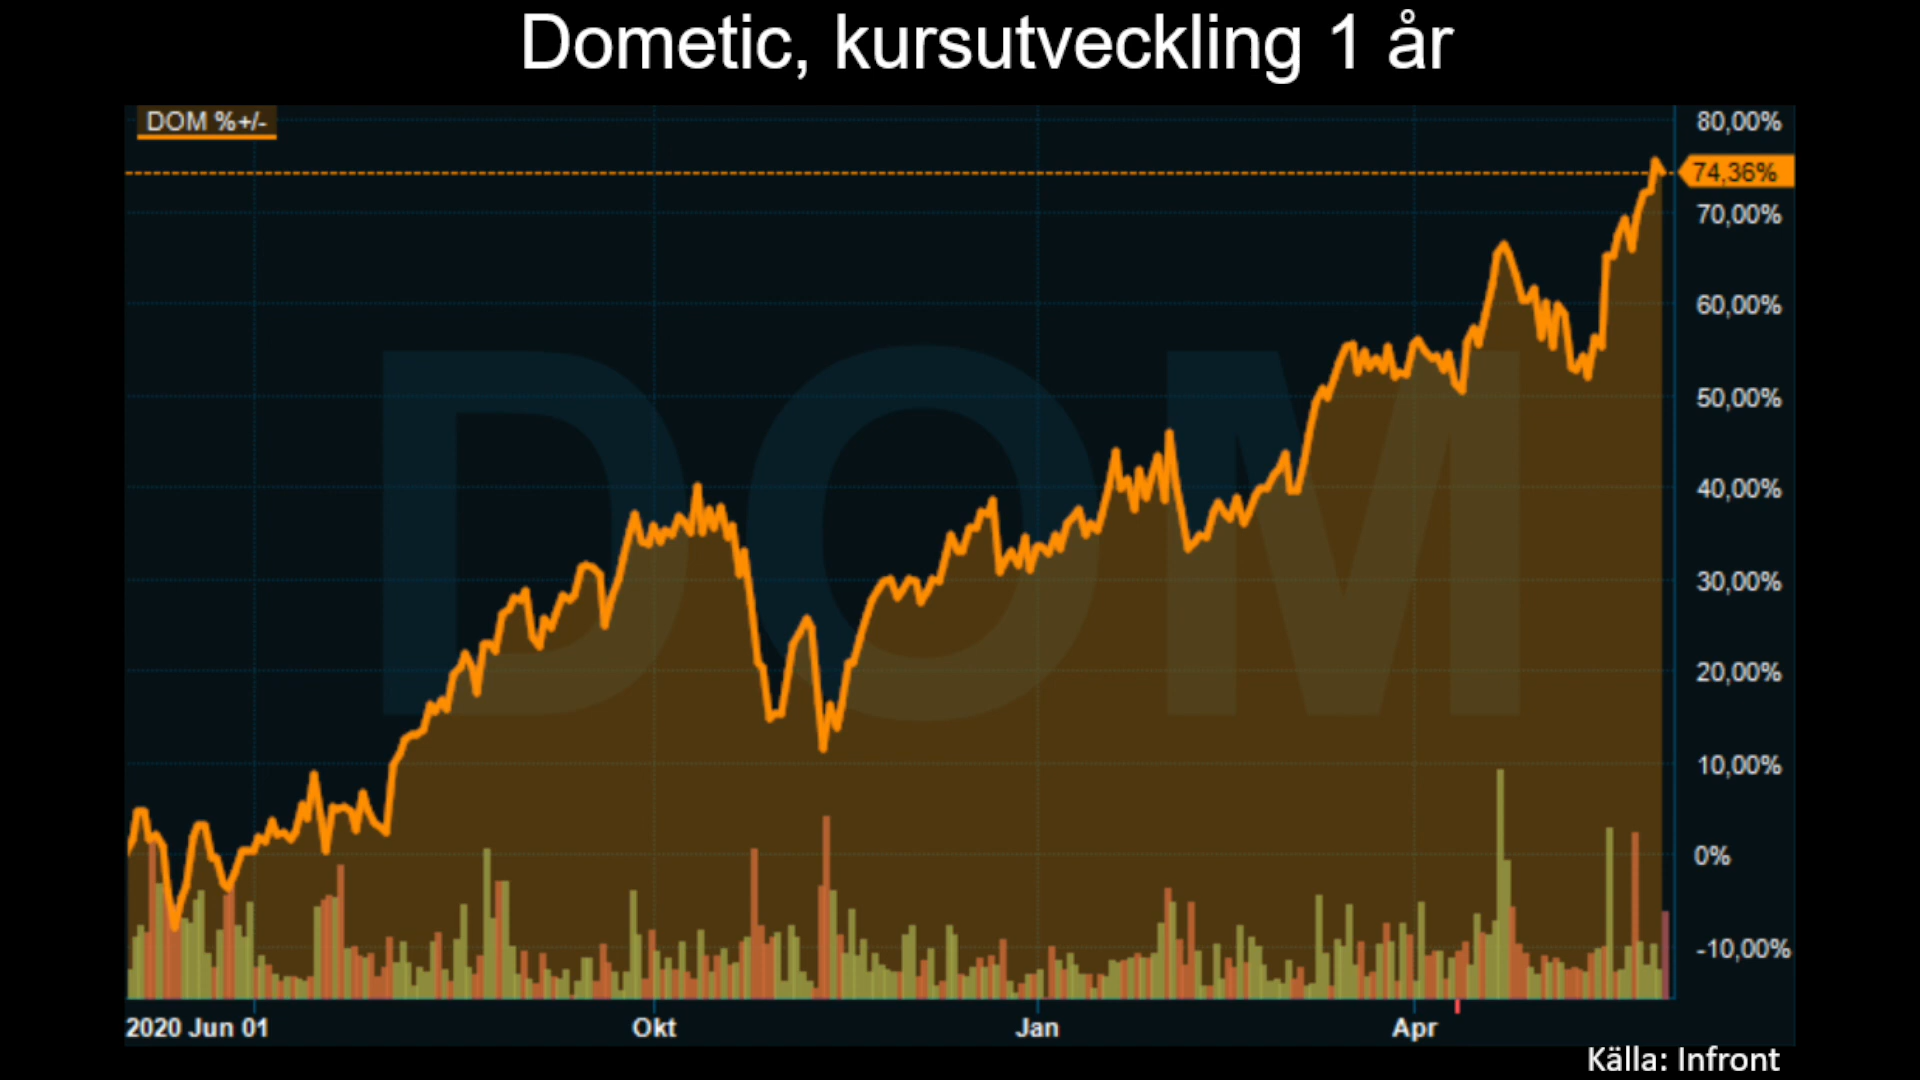 Dometic, kursutveckling 1 år
DOM %+/-
80,00%
74,36%
70,00%
60,00%
50,00%
40,00%
30,00%
20,00%
10,00%
0%
-10,00%
DOM
2020 Jun 01
Okt
Jan
Apr
Källa: Infront